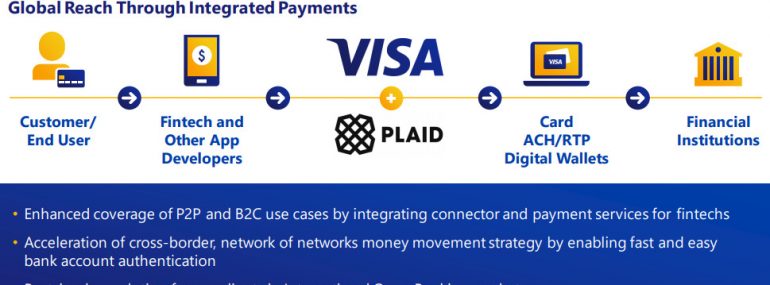 Global Reach Through Integrated Payments
$
VISA
VISA
PLAID
Customer/
End User
Fintech and
Other App
Developers
Card
ACH/RTP
Digital Wallets
Financial
Institutions
• Enhanced coverage of P2P and B2C use cases by integrating connector and payment services for fintechs
• Acceleration of cross-border, network of networks money movement strategy by enabling fast and easy
bank account authentication